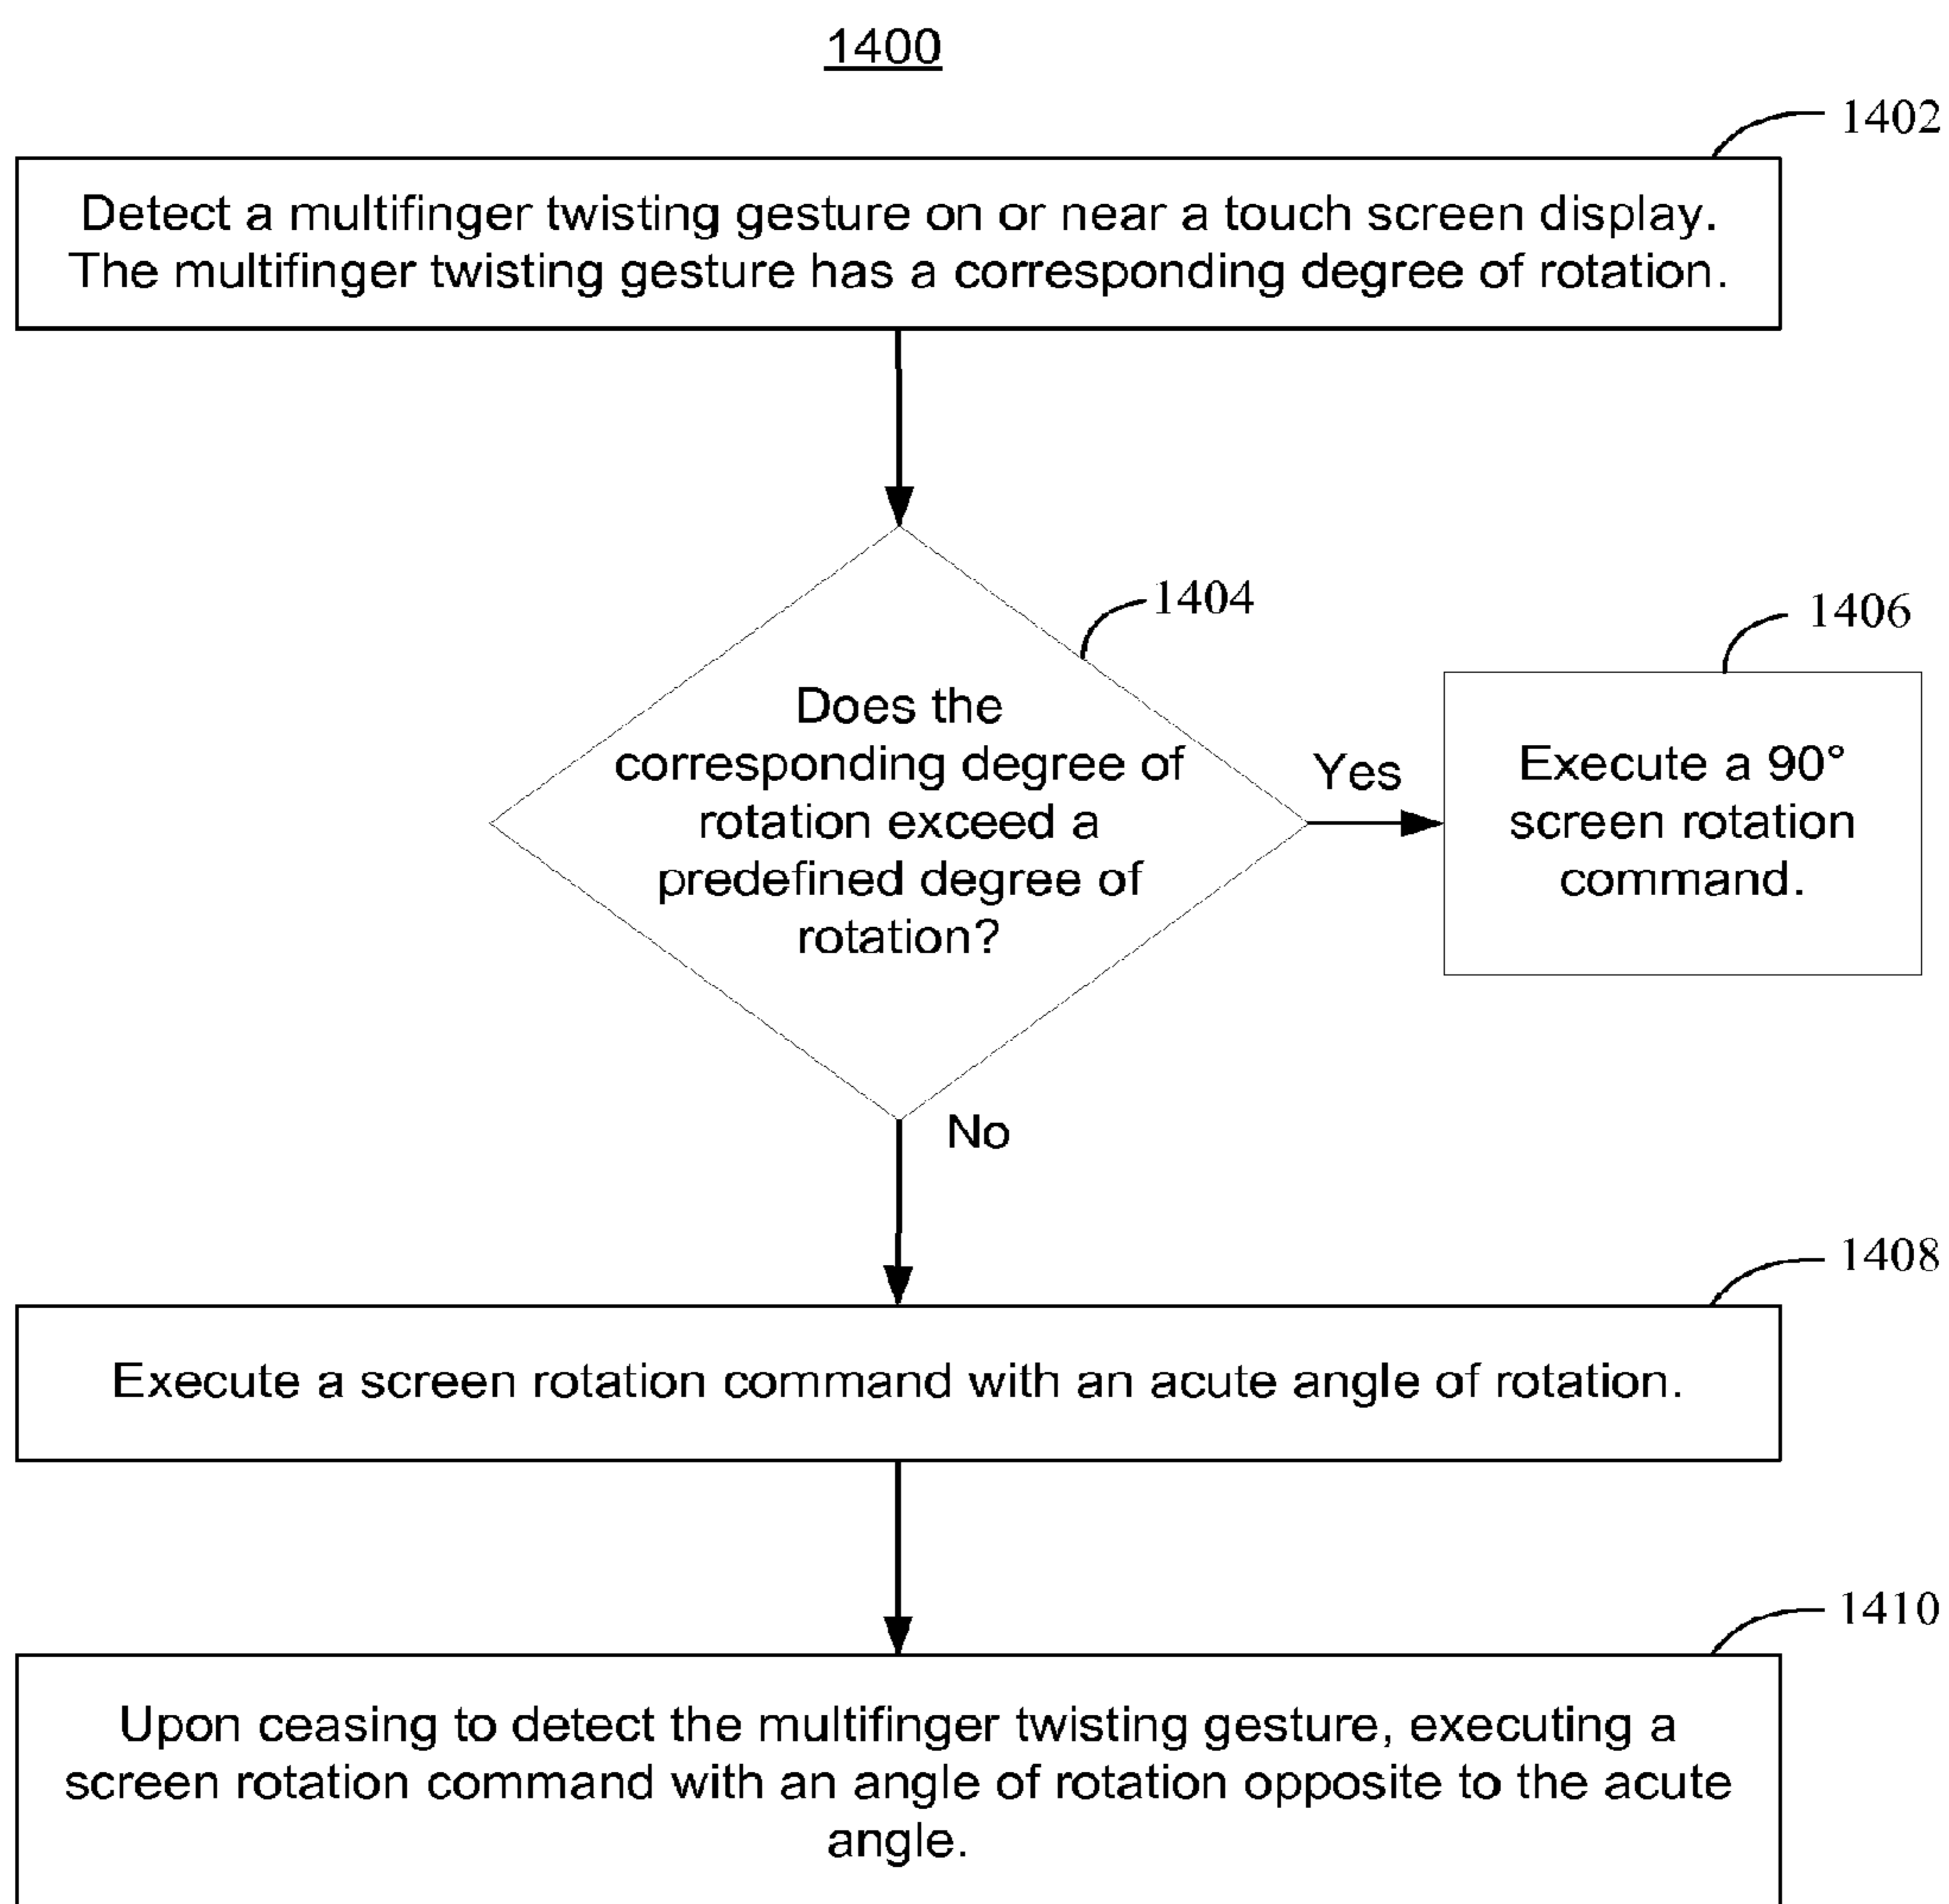 1400
1402
Detect a multifinger twisting gesture on or near a touch screen display.
The multifinger twisting gesture has a corresponding degree of rotation.
1404
1406
Does the
corresponding degree of
rotation exceed a
predefined degree of
rotation?
Yes
Execute a 90°
screen rotation
command.
No
1408
Execute a screen rotation command with an acute angle of rotation.
1410
Upon ceasing to detect the multifinger twisting gesture, executing a
screen rotation command with an angle of rotation opposite to the acute
angle.